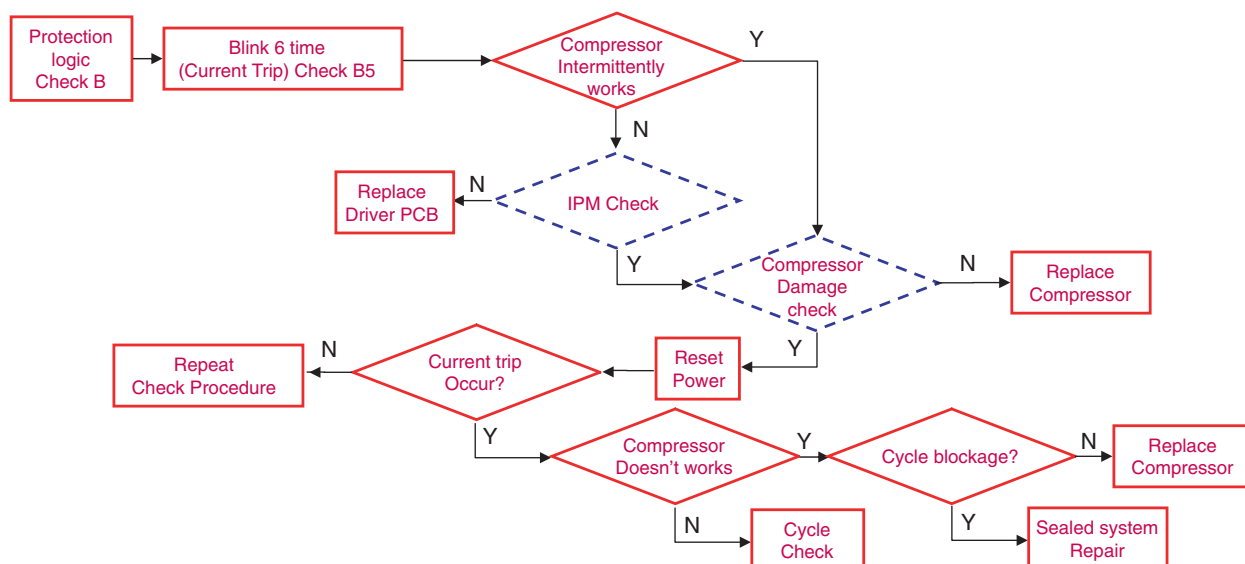 Protection
logic
Check B
Blink 6 time
(Current Trip) Check B5
Compressor
Intermittently
works
Y
N
Replace
Driver PCB
N
IPM Check
Y
Compressor
Damage
check
N
Replace
Compressor
Y
Repeat
Check Procedure
N
Current trip
Occur?
Reset
Power
Y
Compressor
Doesn't works
Y
Cycle blockage?
N
Replace
Compressor
N
Cycle
Check
Y
Sealed system
Repair